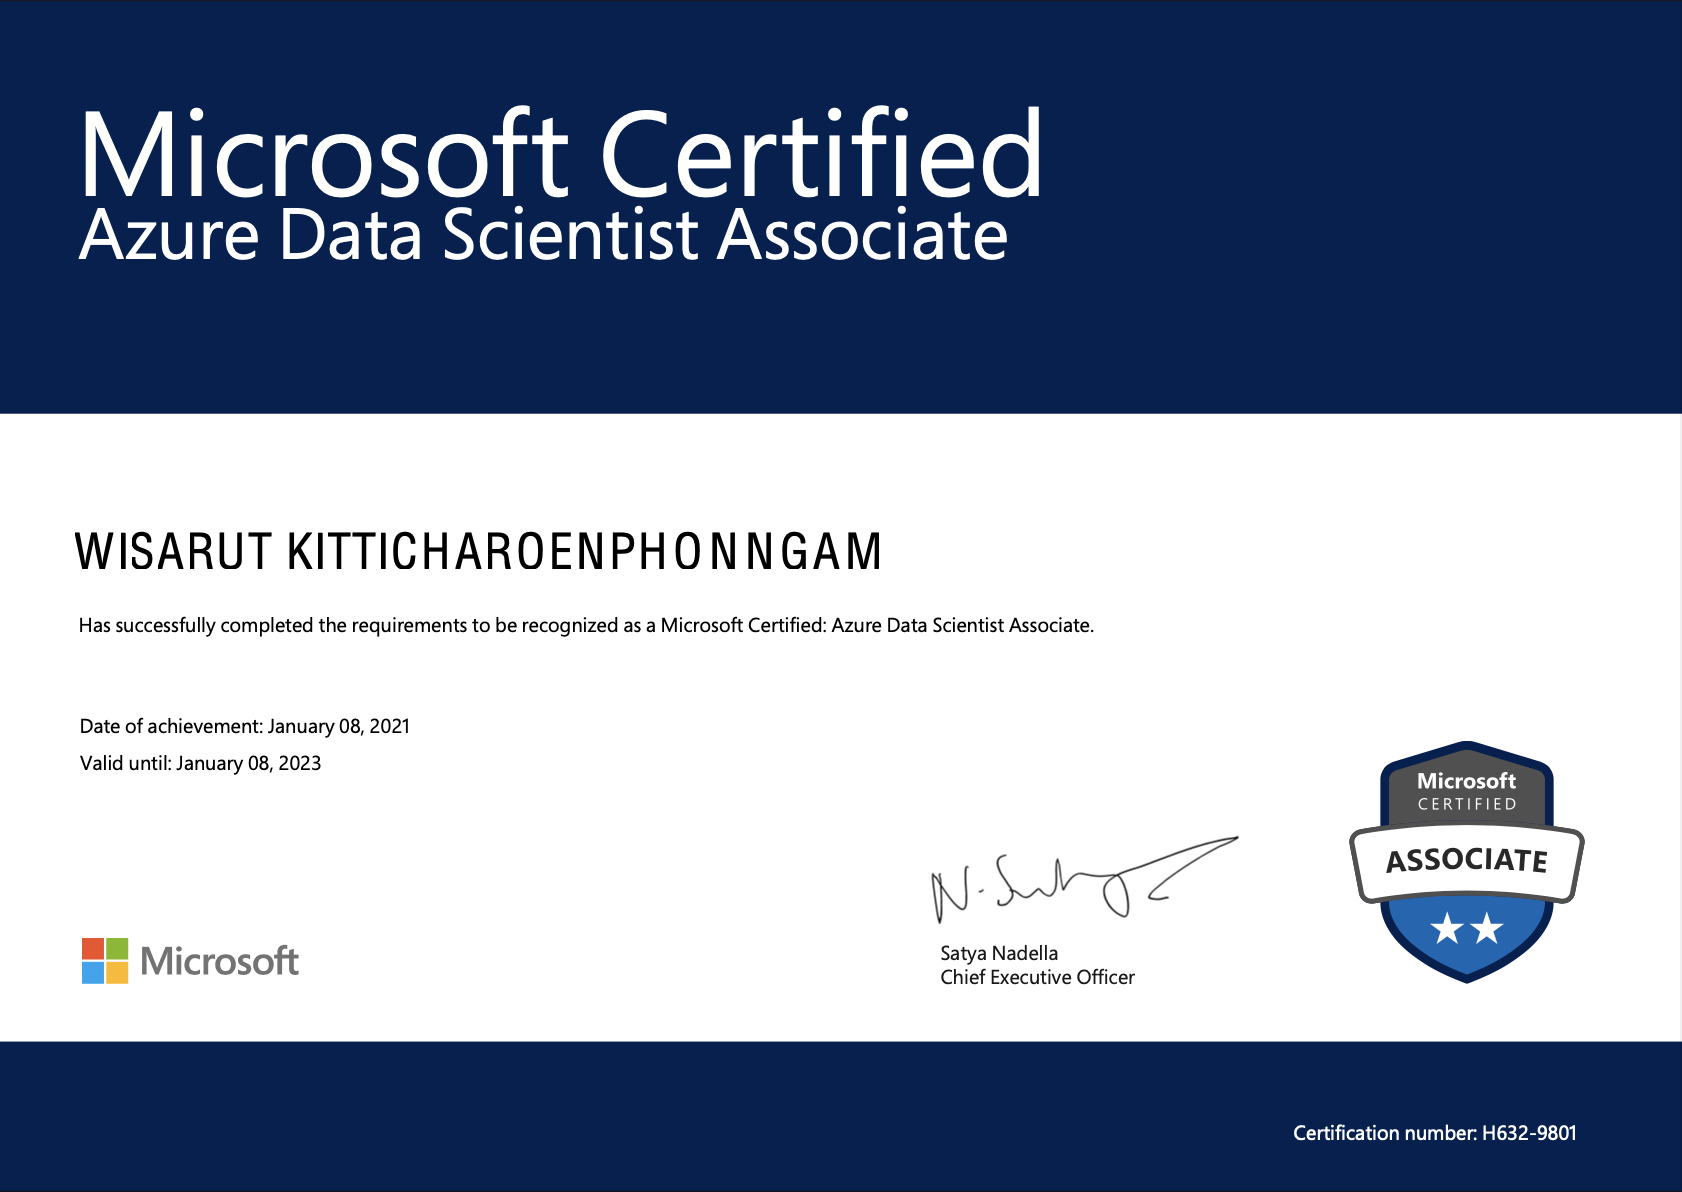 Microsoft Certified
Azure Data Scientist Associate
WISARUT KITTICHAROENPHONNGAM
Has successfully completed the requirements to be recognized as a Microsoft Certified: Azure Data Scientist Associate.
Date of achievement: January 08, 2021
Valid until: January 08, 2023
Microsoft
CERTIFIED
ASSOCIATE
Satya Nadella
Chief Executive Officer
Microsoft
Certification number: H632-9801